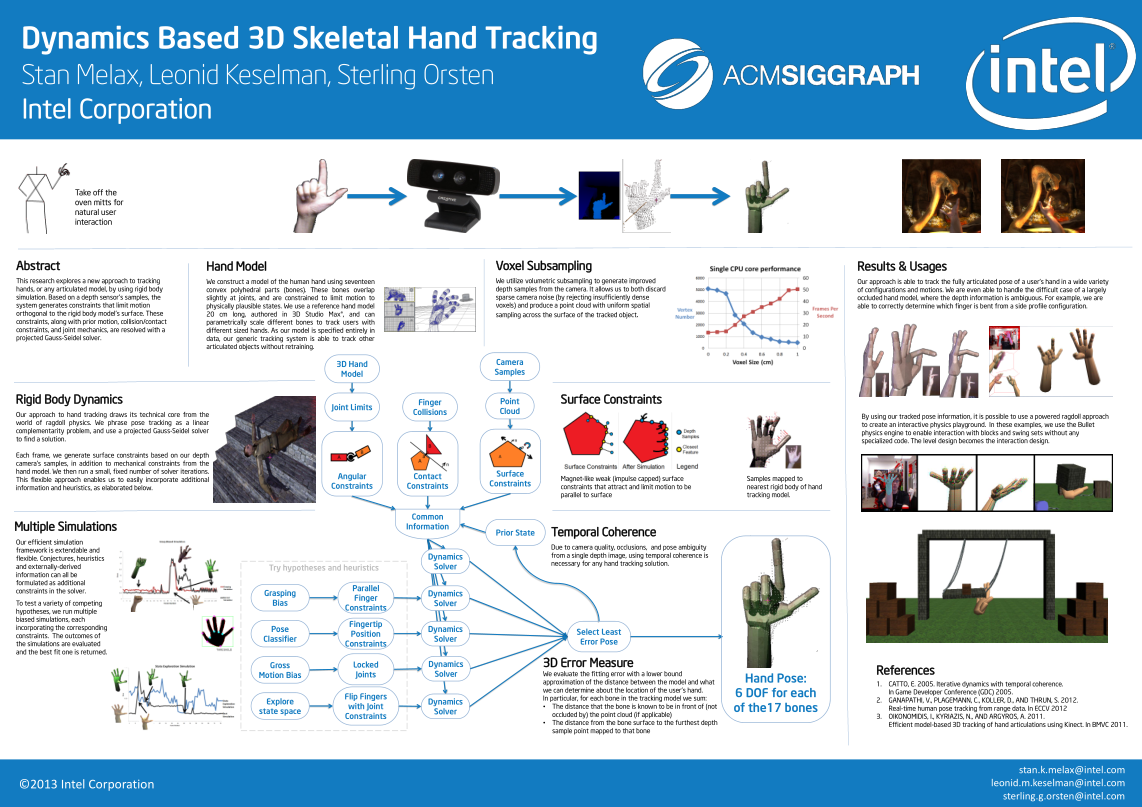 Dynamics Based 3D Skeletal Hand Tracking
Stan Melax, Leonid Keselman, Sterling Orsten
Intel Corporation
ACMSIGGRAPH
intel
Take off the
oven mitts for
natural user
interaction
Abstract
This research explores a new approach to tracking
hands, or any articulated model, by using rigid body
simulation. Based on a depth sensor's samples, the
system generates constraints that limit motion
orthogonal to the rigid body model's surface. These
constraints, along with prior motion, collision/contact
constraints, and joint mechanics, are resolved with a
projected Gauss-Seidel solver.
Hand Model
We construct a model of the human hand using seventeen
convex polyhedral parts (bones). These bones overlap
slightly at joints, and are constrained to limit motion to
physically plausible states. We use a reference hand model
20 cm long, authored in 3D Studio Max®, and can
parametrically scale different bones to track users with
different sized hands. As our model is specified entirely in
data, our generic tracking system is able to track other
articulated objects without retraining.
Voxel Subsampling
We utilize volumetric subsampling to generate improved
depth samples from the camera. It allows us to both discard
sparse camera noise (by rejecting insufficiently dense
voxels) and produce a point cloud with uniform spatial
sampling across the surface of the tracked object.
Single CPU core performance
Vertex
Number
6000
5000
4000
3000
2000
1000
0
60
50
40
30
20
10
0
Frames Per
Second
0 0.2 0.4 0.6 0.8 1
Voxel Size (cm)
Results & Usages
Our approach is able to track the fully articulated pose of a user's hand in a wide variety
of configurations and motions. We are even able to handle the difficult case of a largely
occluded hand model, where the depth information is ambiguous. For example, we are
able to correctly determine which finger is bent from a side profile configuration.
By using our tracked pose information, it is possible to use a powered ragdoll approach
to create an interactive physics playground. In these examples, we use the Bullet
physics engine to enable interaction with blocks and swing sets without any
specialized code. The level design becomes the interaction design.
Rigid Body Dynamics
Our approach to hand tracking draws its technical core from the
world of ragdoll physics. We phrase pose tracking as a linear
complementarity problem, and use a projected Gauss-Seidel solver
to find a solution.
Each frame, we generate surface constraints based on our depth
camera's samples, in addition to mechanical constraints from the
hand model. We then run a small, fixed number of solver iterations.
This flexible approach enables us to easily incorporate additional
information and heuristics, as elaborated below.
3D Hand
Model
Camera
Samples
Joint Limits
Finger
Collisions
Point
Cloud
Angular
Constraints
Contact
Constraints
Surface
Constraints
Common
Information
Prior State
Surface Constraints
Surface Constraints After Simulation Legend
Depth
Samples
Closest
Feature
Magnet-like weak (impulse capped) surface
constraints that attract and limit motion to be
parallel to surface
Samples mapped to
nearest rigid body of hand
tracking model.
Multiple Simulations
Our efficient simulation
framework is extendable and
flexible. Conjectures, heuristics
and externally-derived
information can all be
formulated as additional
constraints in the solver.
To test a variety of competing
hypotheses, we run multiple
biased simulations, each
incorporating the corresponding
constraints. The outcomes of
the simulations are evaluated
and the best fit one is returned.
Try hypotheses and heuristics
Grasping
Bias
Parallel
Finger
Constraints
Pose
Classifier
Fingertip
Position
Constraints
Gross
Motion Bias
Locked
Joints
Explore
state space
Flip Fingers
with Joint
Constraints
Dynamics
Solver
Dynamics
Solver
Dynamics
Solver
Dynamics
Solver
Dynamics
Solver
Select Least
Error Pose
Temporal Coherence
Due to camera quality, occlusions, and pose ambiguity
from a single depth image, using temporal coherence is
necessary for any hand tracking solution.
3D Error Measure
We evaluate the fitting error with a lower bound
approximation of the distance between the model and what
we can determine about the location of the user's hand.
In particular, for each bone in the tracking model we sum:
• The distance that the bone is known to be in front of (not
occluded by) the point cloud (if applicable)
• The distance from the bone surface to the furthest depth
sample point mapped to that bone
Hand Pose:
6 DOF for each
of the17 bones
References
1. CATTO, E. 2005. Iterative dynamics with temporal coherence.
In Game Developer Conference (GDC) 2005.
2. GANAPATHI, V., PLAGEMANN, C., KOLLER, D., AND THRUN, S. 2012.
Real-time human pose tracking from range data. In ECCV 2012
3. OIKONOMIDIS, I., KYRIAZIS, N., AND ARGYROS, A. 2011.
Efficient model-based 3D tracking of hand articulations using Kinect. In BMVC 2011.
©2013 Intel Corporation
stan.k.melax@intel.com
leonid.m.keselman@intel.com
sterling.g.orsten@intel.com